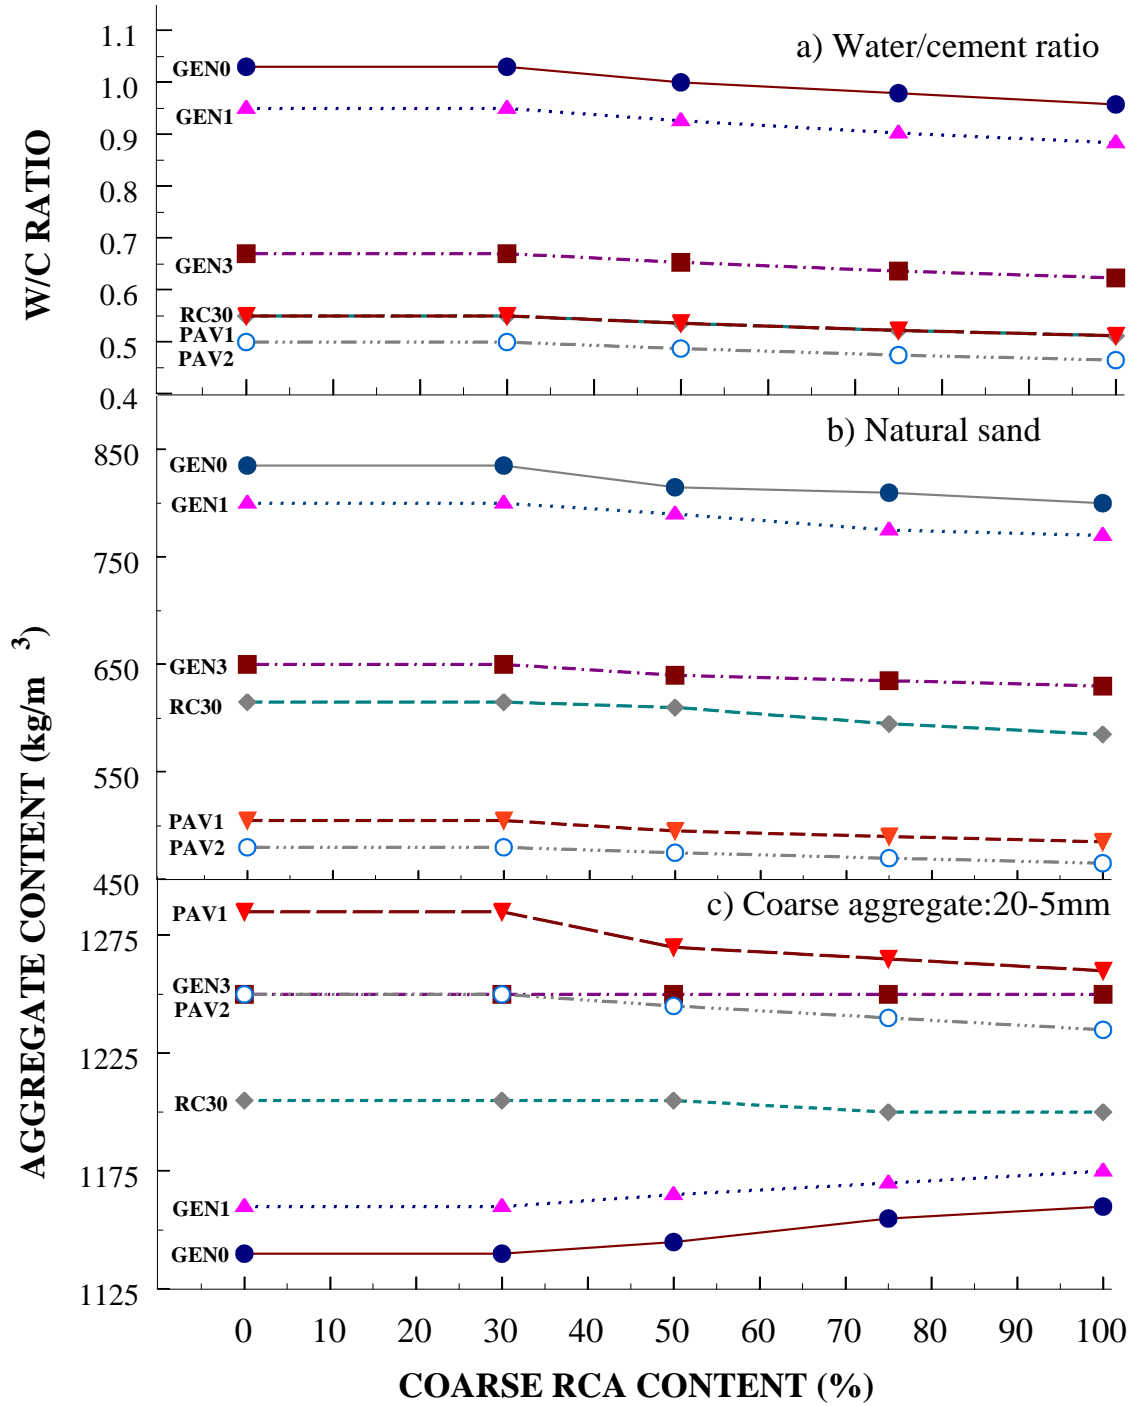 a) Water/cement ratio
W/C RATIO
1.1
1.0
0.9
0.8
0.7
0.6
0.5
0.4
GEN0
GEN1
GEN3
RC30
PAV1
PAV2
b) Natural sand
AGGREGATE CONTENT (kg/m 3)
850
750
650
550
450
GEN0
GEN1
GEN3
RC30
PAV1
PAV2
c) Coarse aggregate:20-5mm
1275
1225
1175
1125
PAV1
GEN3
PAV2
RC30
GEN1
GEN0
0 10 20 30 40 50 60 70 80 90 100
COARSE RCA CONTENT (%)